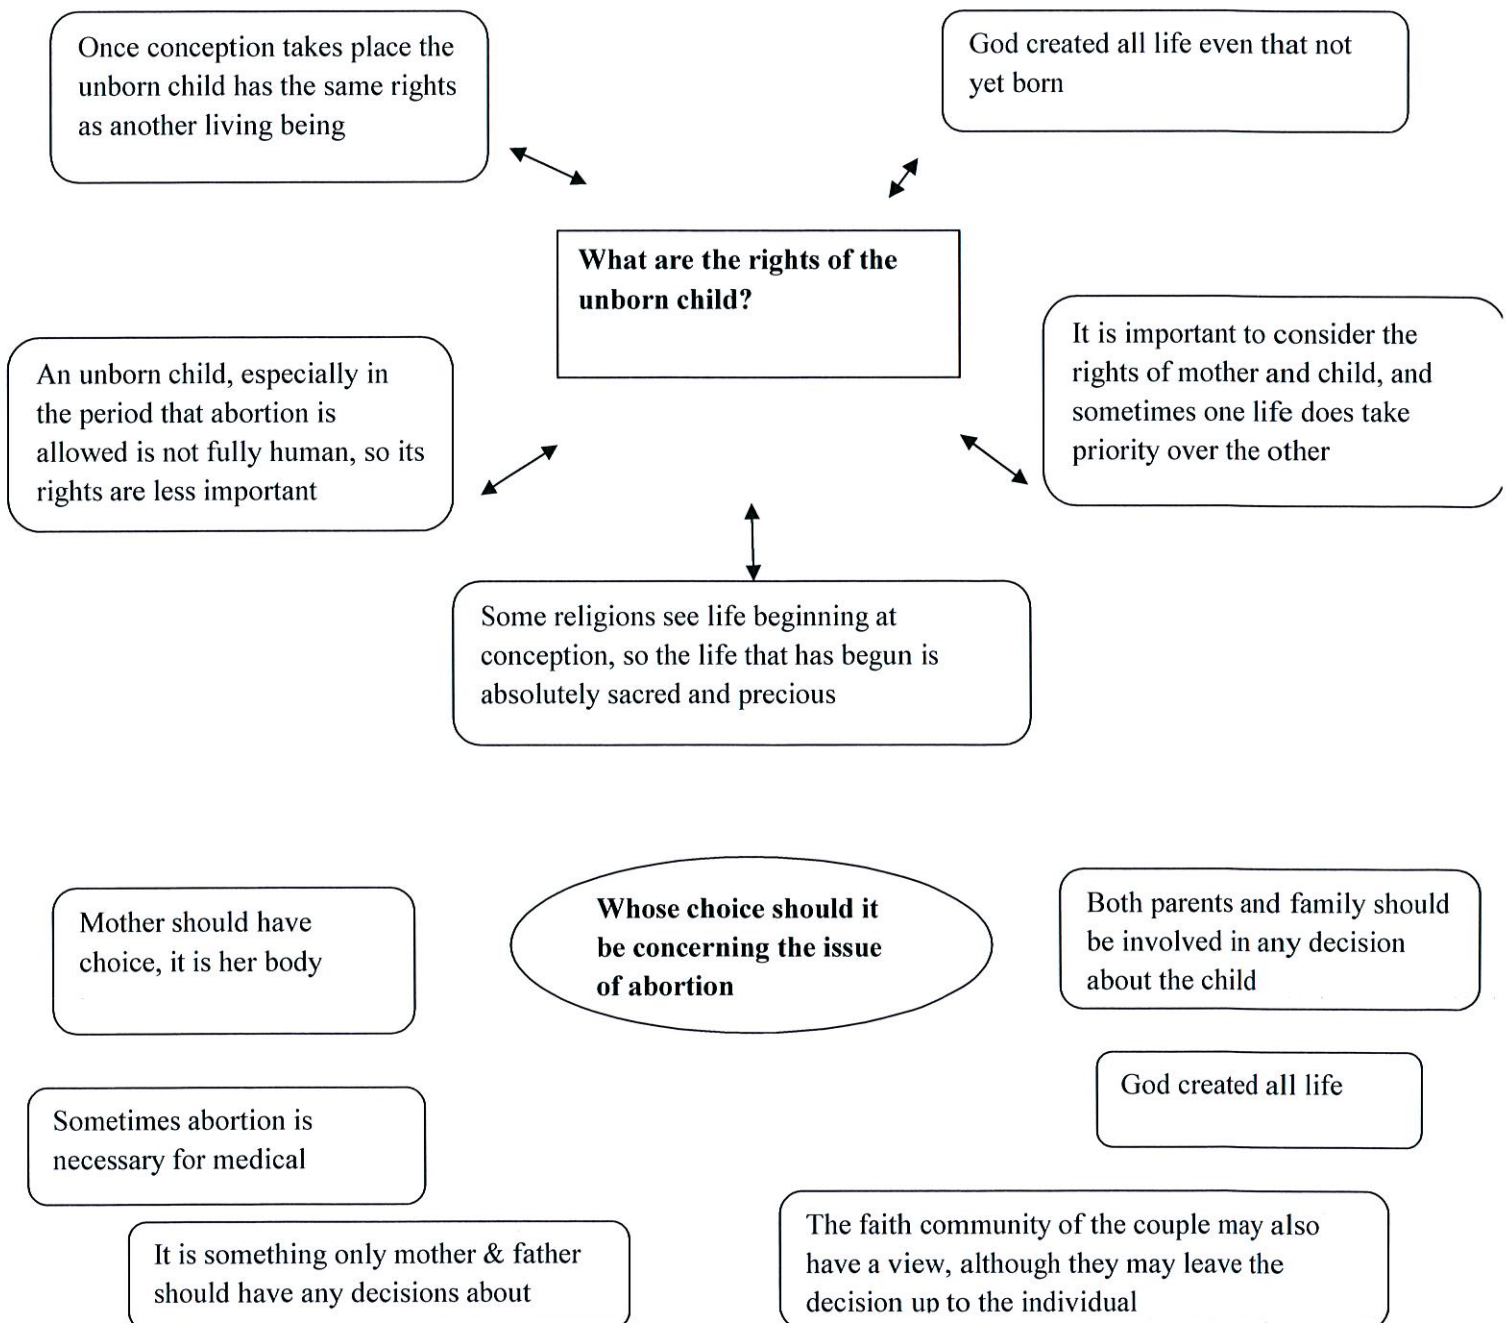 Once conception takes place the
unborn child has the same rights
as another living being
God created all life even that not
yet born
What are the rights of the
unborn child?
An unborn child, especially in
the period that abortion is
allowed is not fully human, so its
rights are less important
It is important to consider the
rights of mother and child, and
sometimes one life does take
priority over the other
Some religions see life beginning at
conception, so the life that has begun is
absolutely sacred and precious
Mother should have
choice, it is her body
Whose choice should it
be concerning the issue
of abortion
Both parents and family should
be involved in any decision
about the child
God created all life
Sometimes abortion is
necessary for medical
It is something only mother & father
should have any decisions about
The faith community of the couple may also
have a view, although they may leave the
decision up to the individual